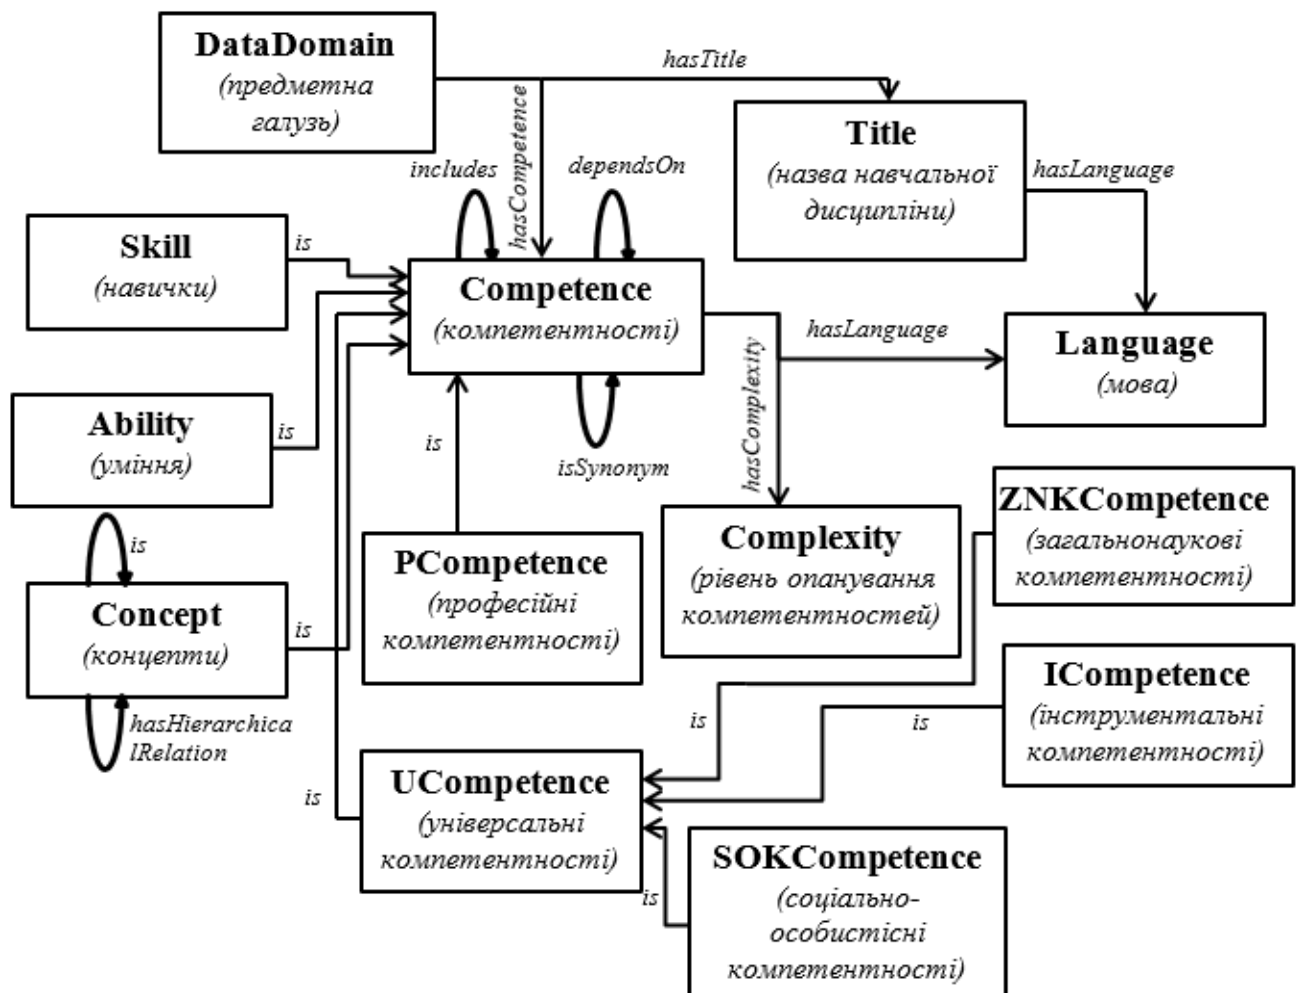 DataDomain
(предметна
галузь)
hasTitle
hasCompetence
Title
(назва навчальної
дисципліни)
hasLanguage
includes
dependsOn
Skill
(навички)
is
Competence
(компетентності)
hasLanguage
Language
(мова)
hasComplexity
Ability
(уміння)
is
is
isSynonym
ZNKCompetence
(загальнонаукові
компетентності)
Complexity
(рівень опанування
компетентностей)
PCompetence
(професійні
компетентності)
is
Concept
(концепти)
is
hasHierarchica
lRelation
ICompetence
(інструментальні
компетентності)
is
is
UCompetence
(універсальні
компетентності)
is
SOKCompetence
(соціально-
особистісні
компетентності)
is